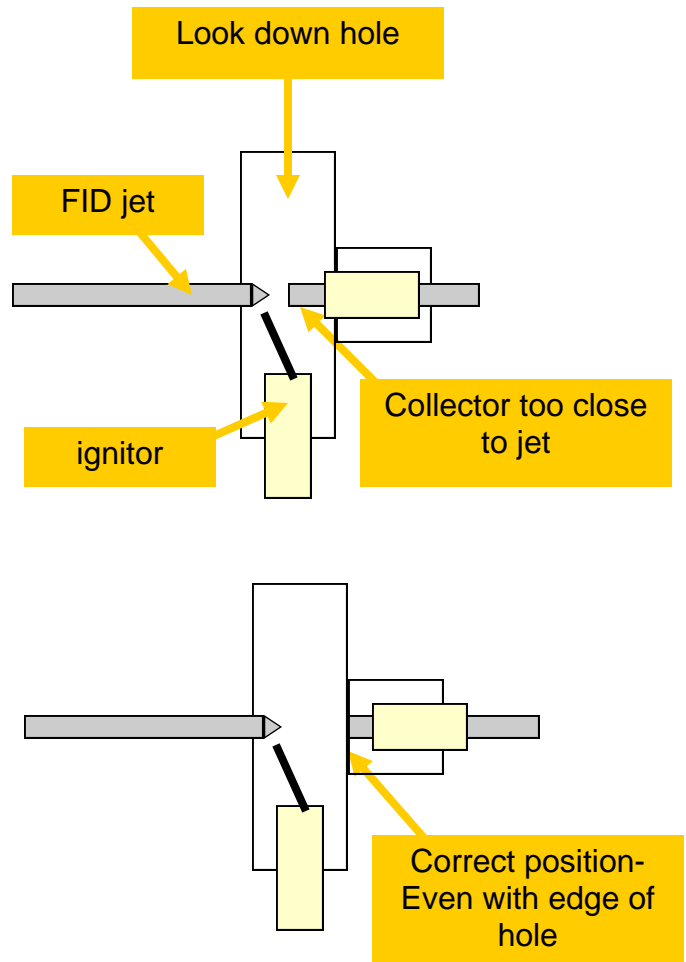 Look down hole
FID jet
Collector too close
to jet
ignitor
Correct position-
Even with edge of
hole